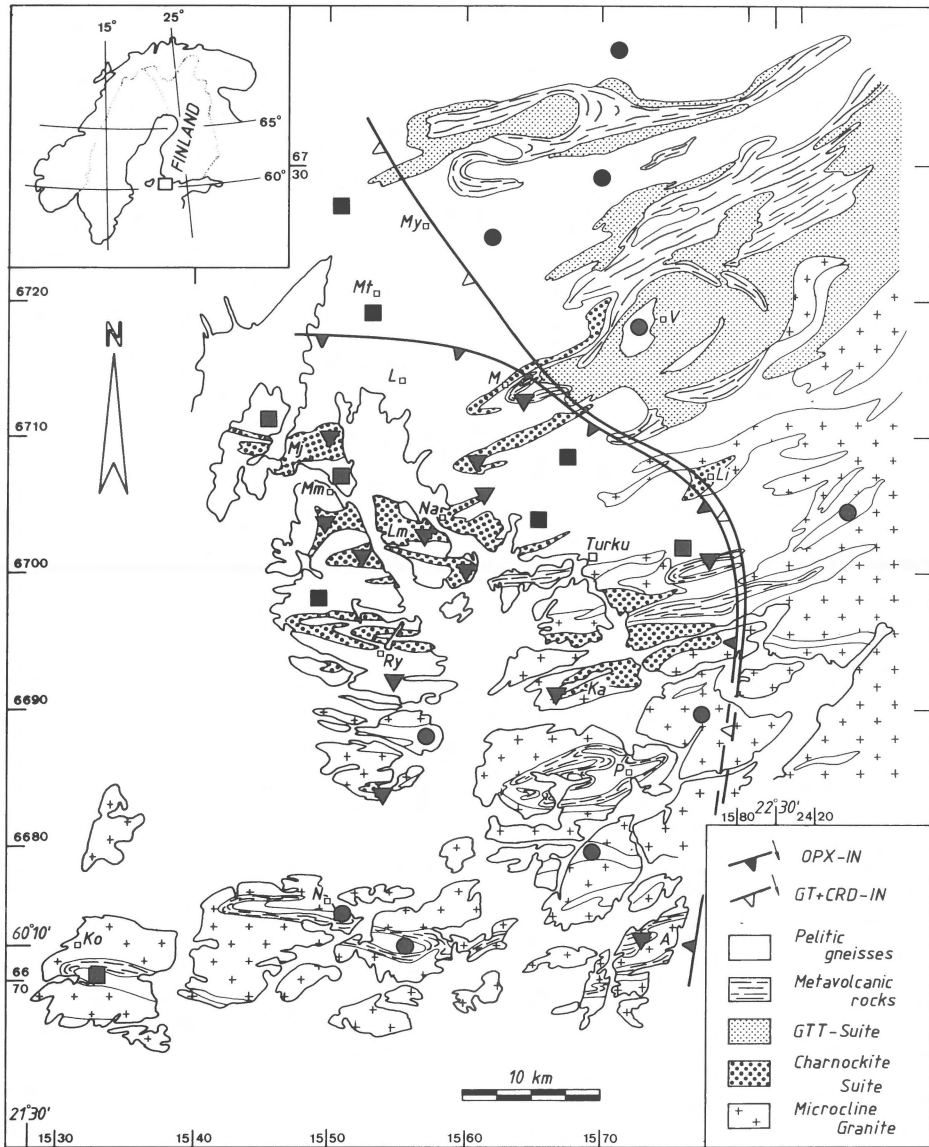 15°
25°
65°
FINLAND
60°
67
30
My
6720
Mt
V
N
L
M
6710
Mj
Li
Mm
Na
Lm
Turku
6700
Ry
Ka
6690
P
1580
22°30'
24 20
6680
OPX-IN
GT+CRD-IN
N
A
60°10'
Ko
Pelitic
gneisses
66
70
Metavolcanic
rocks
GTT-Suite
Charnockite
Suite
10 km
Microcline
Granite
21°30'
15 30
15 40
15 50
15 60
15 70